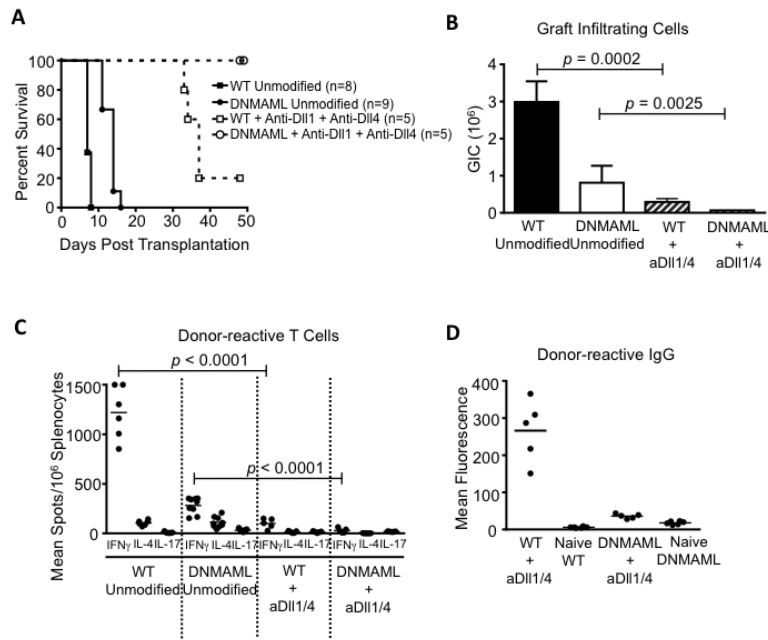 A
Percent Survival
100
80
60
40
20
0
0 10 20 30 40 50
Days Post Transplantation
WT Unmodified (n=8)
DNMAML Unmodified (n=9)
WT + Anti-Dll1 + Anti-Dll4 (n=5)
DNMAML + Anti-Dll1 + Anti-Dll4 (n=5)
B
Graft Infiltrating Cells
p = 0.0002
p = 0.0025
GIC (10⁶)
4
3
2
1
0
WT
Unmodified
DNMAML
Unmodified
WT
+
aDll1/4
DNMAML
+
aDll1/4
C
Donor-reactive T Cells
p < 0.0001
p < 0.0001
Mean Spots/10⁶ Splenocytes
1500
1000
500
0
IFNγ IL-4 IL-17 IFNγ IL-4 IL-17 IFNγ IL-4 IL-17 IFNγ IL-4 IL-17
WT
Unmodified
DNMAML
Unmodified
WT
+
aDll1/4
DNMAML
+
aDll1/4
D
Donor-reactive IgG
Mean Fluorescence
400
300
200
100
0
WT
+
aDll1/4
Naive
WT
DNMAML
+
aDll1/4
Naive
DNMAML